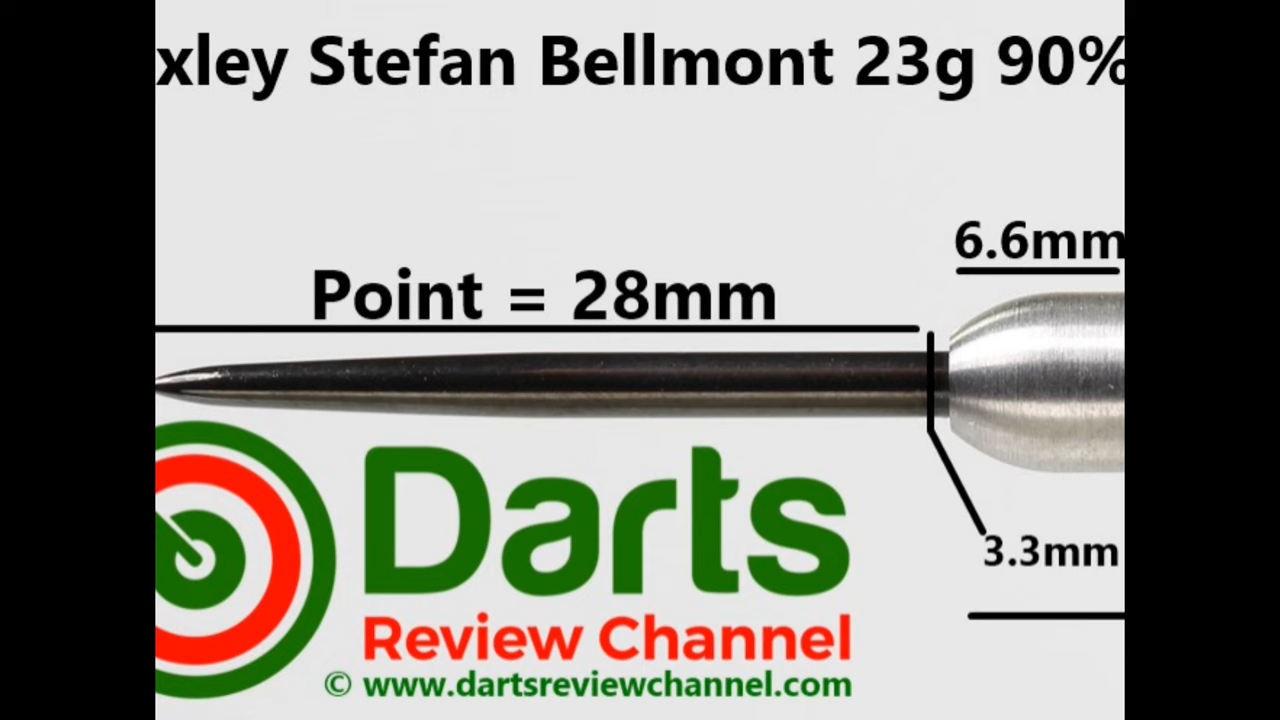 xley Stefan Bellmont 23g 90%
6.6mm
Point = 28mm
Darts
3.3mm
Review Channel
© www.dartsreviewchannel.com